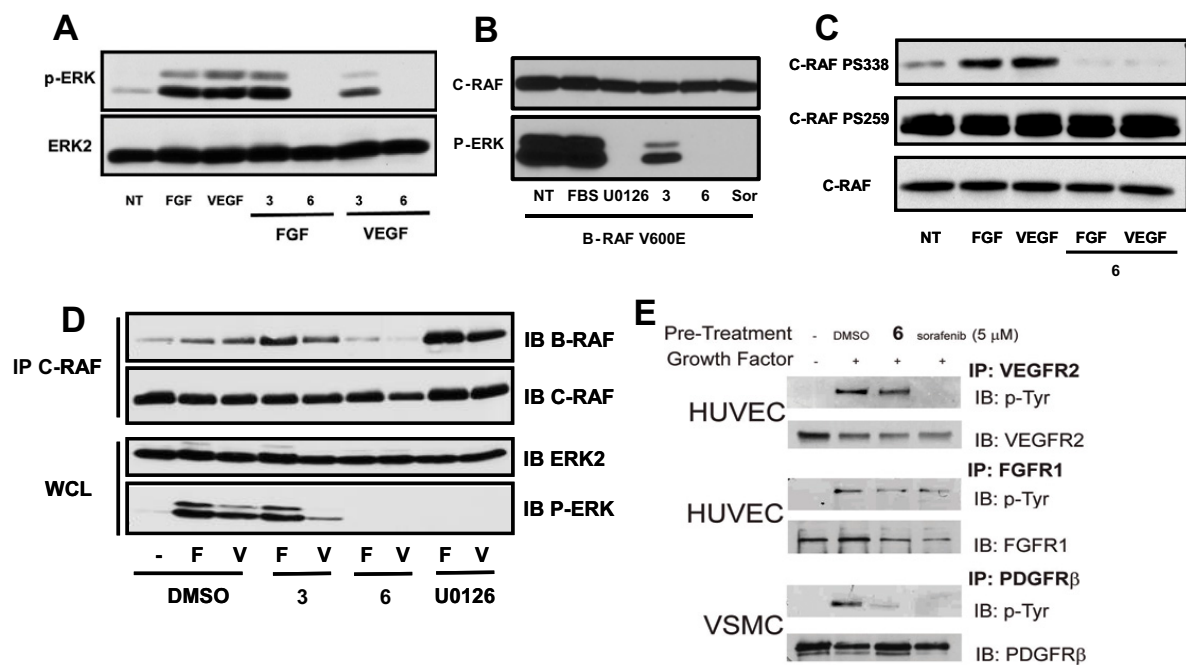 A
p-ERK
ERK2
NT FGF VEGF 3 6 3 6
FGF VEGF
B
C-RAF
P-ERK
NT FBS U0126 3 6 Sor
B-RAF V600E
C
C-RAF PS338
C-RAF PS259
C-RAF
NT FGF VEGF FGF VEGF
6
D
IP C-RAF
IB B-RAF
IB C-RAF
WCL
IB ERK2
IB P-ERK
- F V F V F V F V
DMSO 3 6 U0126
E
Pre-Treatment - DMSO 6 sorafenib (5 μM)
Growth Factor - + + +
IP: VEGFR2
HUVEC
IB: p-Tyr
IB: VEGFR2
IP: FGFR1
HUVEC
IB: p-Tyr
IB: FGFR1
IP: PDGFRβ
VSMC
IB: p-Tyr
IB: PDGFRβ